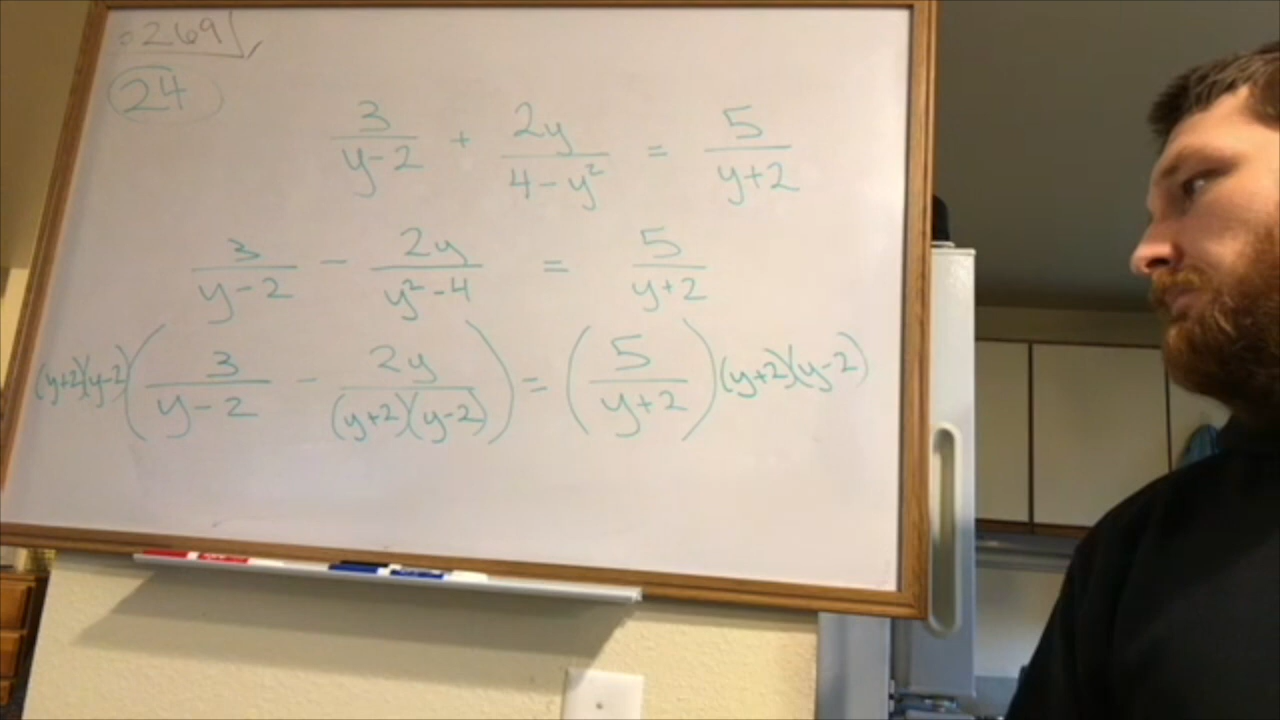 269
24
3/(y-2) + 2y/(4-y²) = 5/(y+2)
3/(y-2) - 2y/(y²-4) = 5/(y+2)
(y+2)(y-2)(3/(y-2) - 2y/((y+2)(y-2))) = (5/(y+2))(y+2)(y-2)